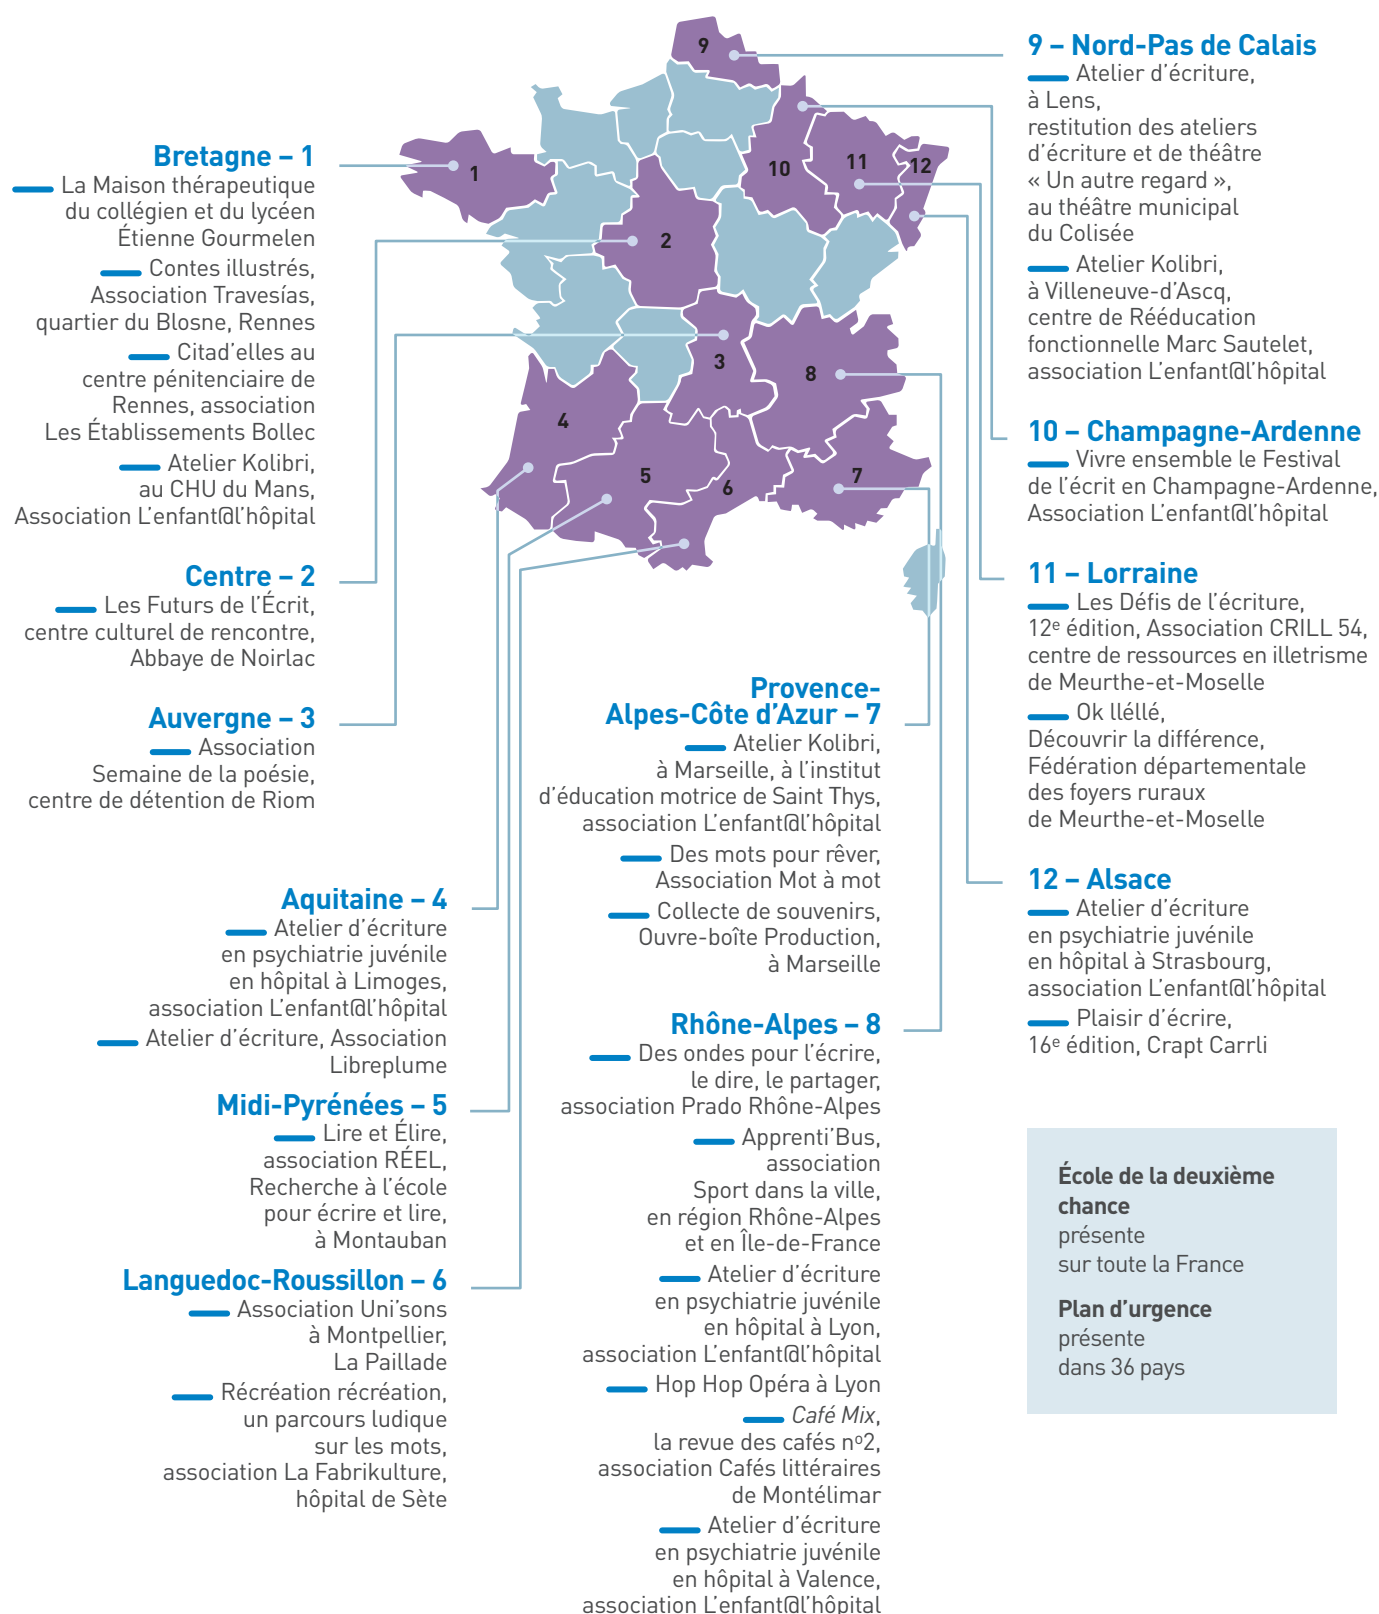 9
1
2
3
4
5
6
7
8
10
11
12
Bretagne – 1
La Maison thérapeutique
du collégien et du lycéen
Étienne Gourmelen
Contes illustrés,
Association Travesías,
quartier du Blosne, Rennes
Citad’elles au
centre pénitenciaire de
Rennes, association
Les Établissements Bollec
Atelier Kolibri,
au CHU du Mans,
Association L’enfant@l’hôpital
Centre – 2
Les Futurs de l’Écrit,
centre culturel de rencontre,
Abbaye de Noirlac
Auvergne – 3
Association
Semaine de la poésie,
centre de détention de Riom
Aquitaine – 4
Atelier d’écriture
en psychiatrie juvénile
en hôpital à Limoges,
association L’enfant@l’hôpital
Atelier d’écriture, Association
Libreplume
Midi-Pyrénées – 5
Lire et Élire,
association RÉEL,
Recherche à l’école
pour écrire et lire,
à Montauban
Languedoc-Roussillon – 6
Association Uni’sons
à Montpellier,
La Paillade
Récréation récréation,
un parcours ludique
sur les mots,
association La Fabrikulture,
hôpital de Sète
Provence-
Alpes-Côte d’Azur – 7
Atelier Kolibri,
à Marseille, à l’institut
d’éducation motrice de Saint Thys,
association L’enfant@l’hôpital
Des mots pour rêver,
Association Mot à mot
Collecte de souvenirs,
Ouvre-boîte Production,
à Marseille
Rhône-Alpes – 8
Des ondes pour l’écrire,
le dire, le partager,
association Prado Rhône-Alpes
Apprenti’Bus,
association
Sport dans la ville,
en région Rhône-Alpes
et en Île-de-France
Atelier d’écriture
en psychiatrie juvénile
en hôpital à Lyon,
association L’enfant@l’hôpital
Hop Hop Opéra à Lyon
Café Mix,
la revue des cafés nº2,
association Cafés littéraires
de Montélimar
Atelier d’écriture
en psychiatrie juvénile
en hôpital à Valence,
association L’enfant@l’hôpital
9 – Nord-Pas de Calais
Atelier d’écriture,
à Lens,
restitution des ateliers
d’écriture et de théâtre
« Un autre regard »,
au théâtre municipal
du Colisée
Atelier Kolibri,
à Villeneuve-d’Ascq,
centre de Rééducation
fonctionnelle Marc Sautelet,
association L’enfant@l’hôpital
10 – Champagne-Ardenne
Vivre ensemble le Festival
de l’écrit en Champagne-Ardenne,
Association L’enfant@l’hôpital
11 – Lorraine
Les Défis de l’écriture,
12ᵉ édition, Association CRILL 54,
centre de ressources en illetrisme
de Meurthe-et-Moselle
Ok lléllé,
Découvrir la différence,
Fédération départementale
des foyers ruraux
de Meurthe-et-Moselle
12 – Alsace
Atelier d’écriture
en psychiatrie juvénile
en hôpital à Strasbourg,
association L’enfant@l’hôpital
Plaisir d’écrire,
16ᵉ édition, Crapt Carrli
École de la deuxième
chance
présente
sur toute la France
Plan d’urgence
présente
dans 36 pays